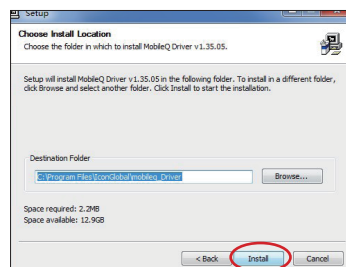 Setup
Choose Install Location
Choose the folder in which to install MobileQ Driver v1.35.05.
Setup will install MobileQ Driver v1.35.05 in the following folder. To install in a different folder,
click Browse and select another folder. Click Install to start the installation.
Destination Folder
C:\Program Files\IconGlobal\mobileq_Driver
Browse...
Space required: 2.2MB
Space available: 12.9GB
< Back
Install
Cancel